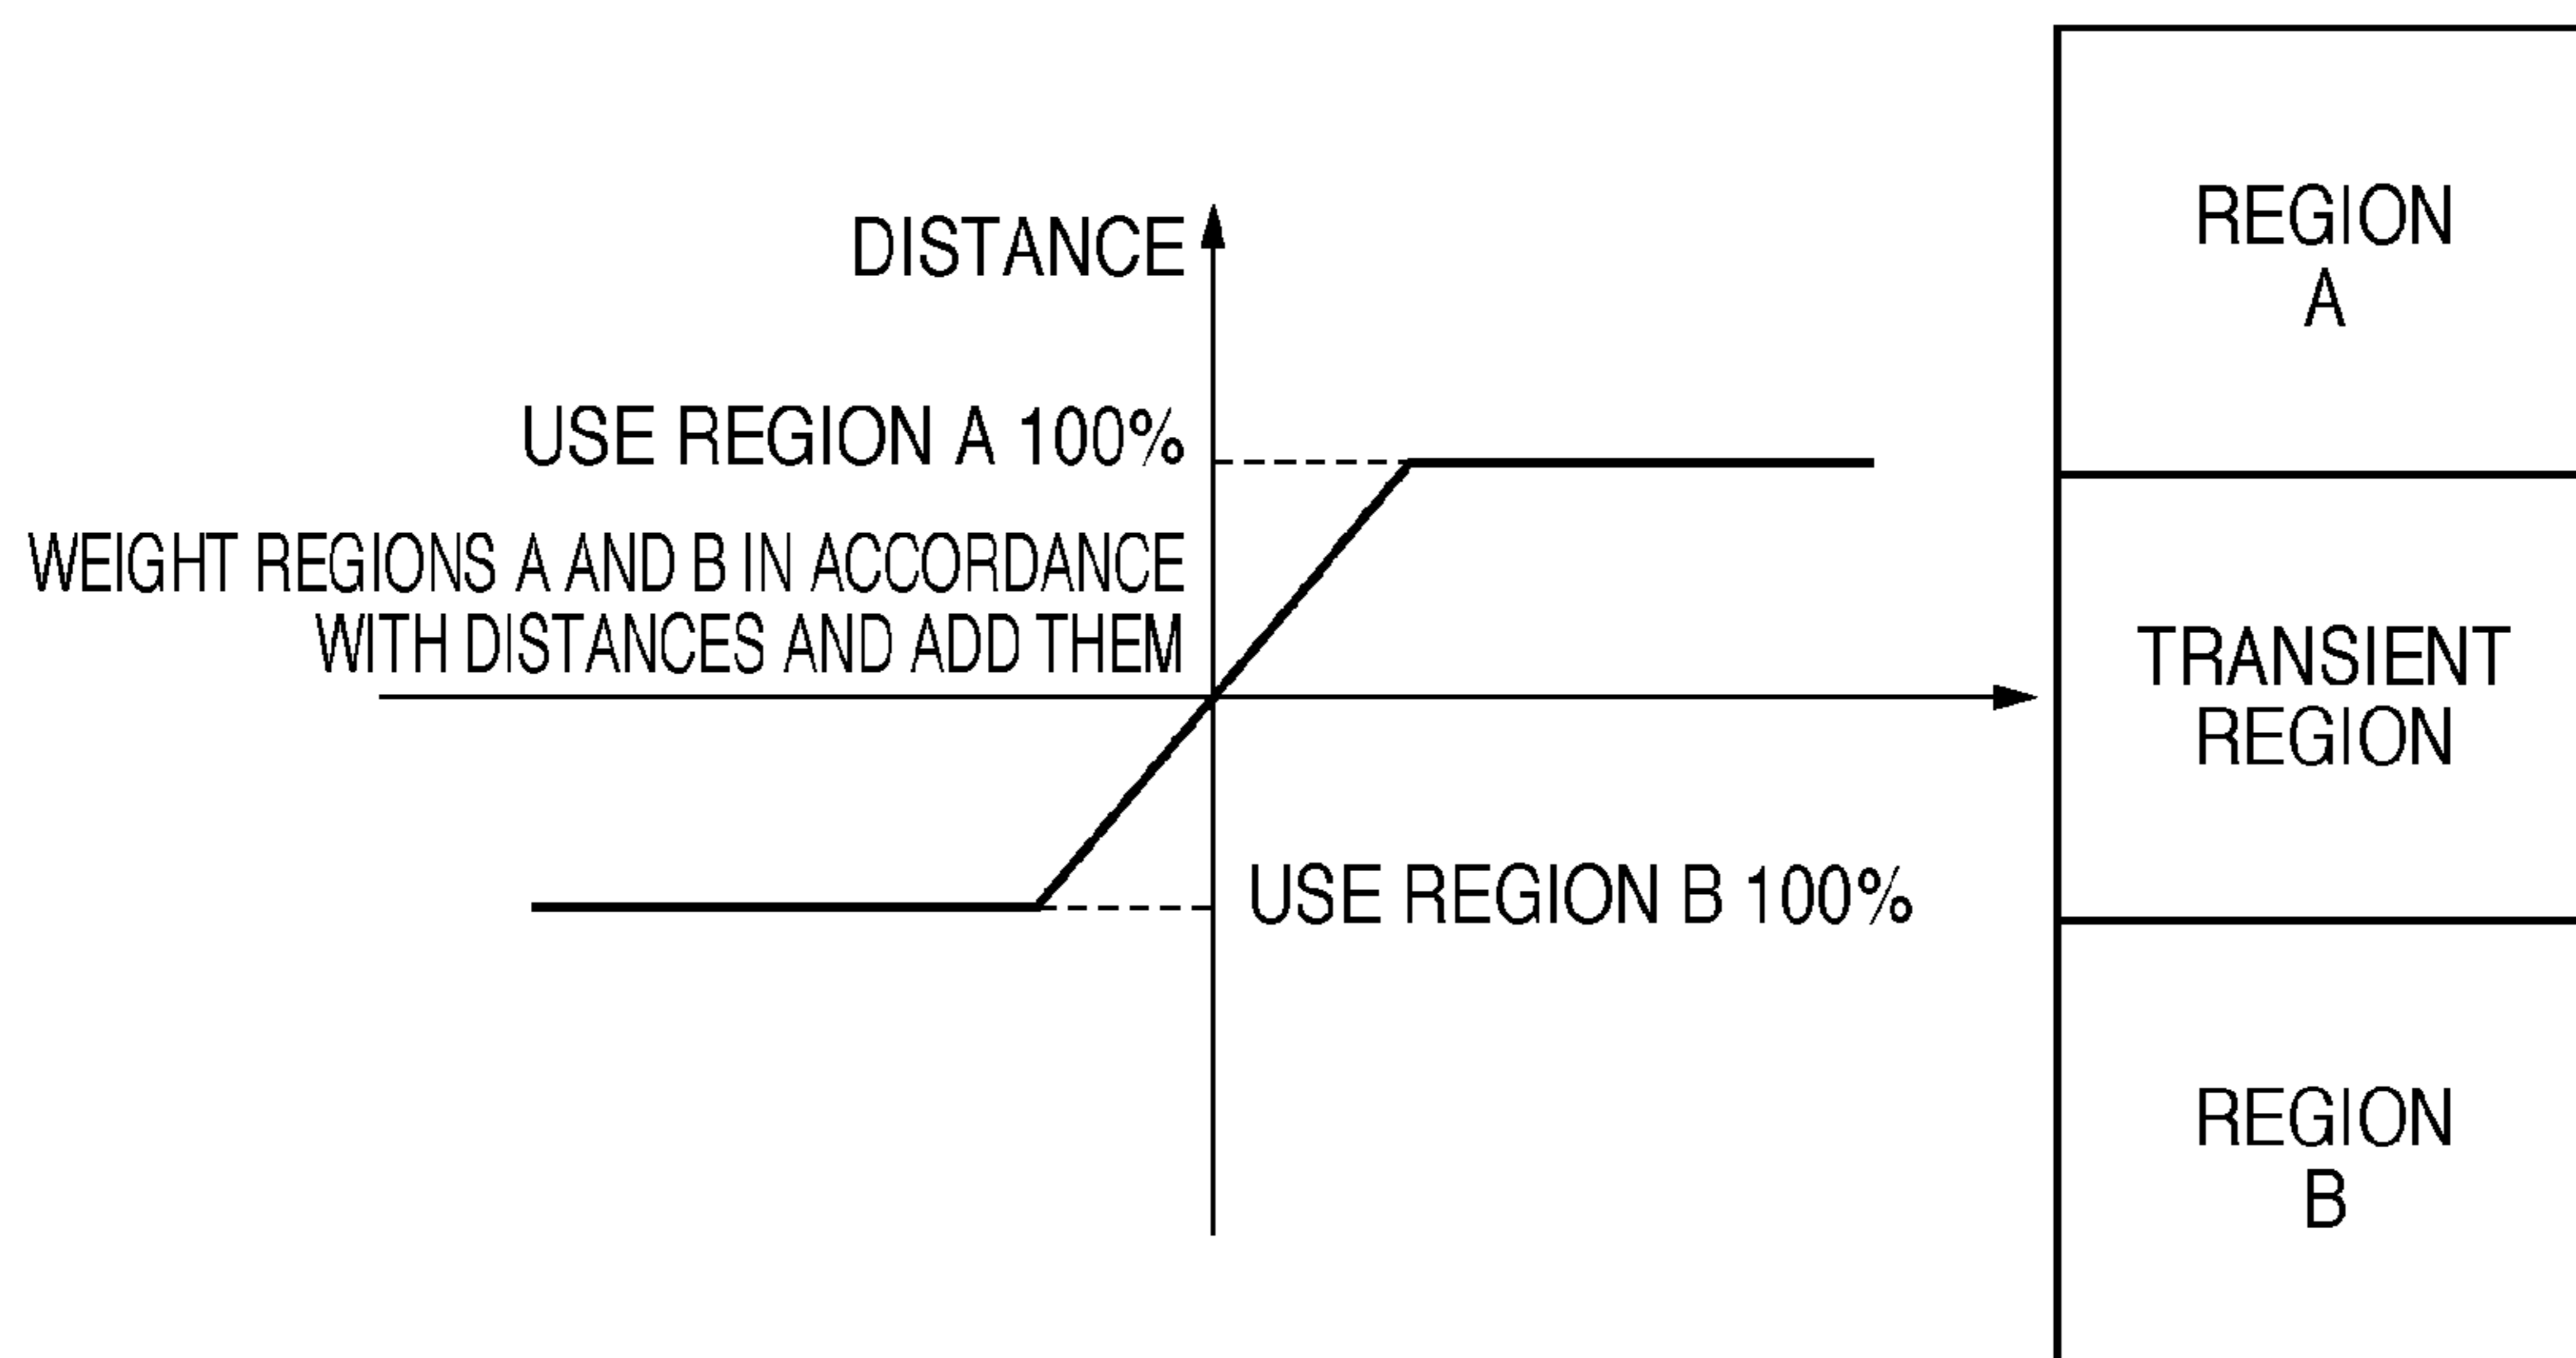 DISTANCE
USE REGION A 100%
WEIGHT REGIONS A AND B IN ACCORDANCE
WITH DISTANCES AND ADD THEM
USE REGION B 100%
REGION
A
TRANSIENT
REGION
REGION
B